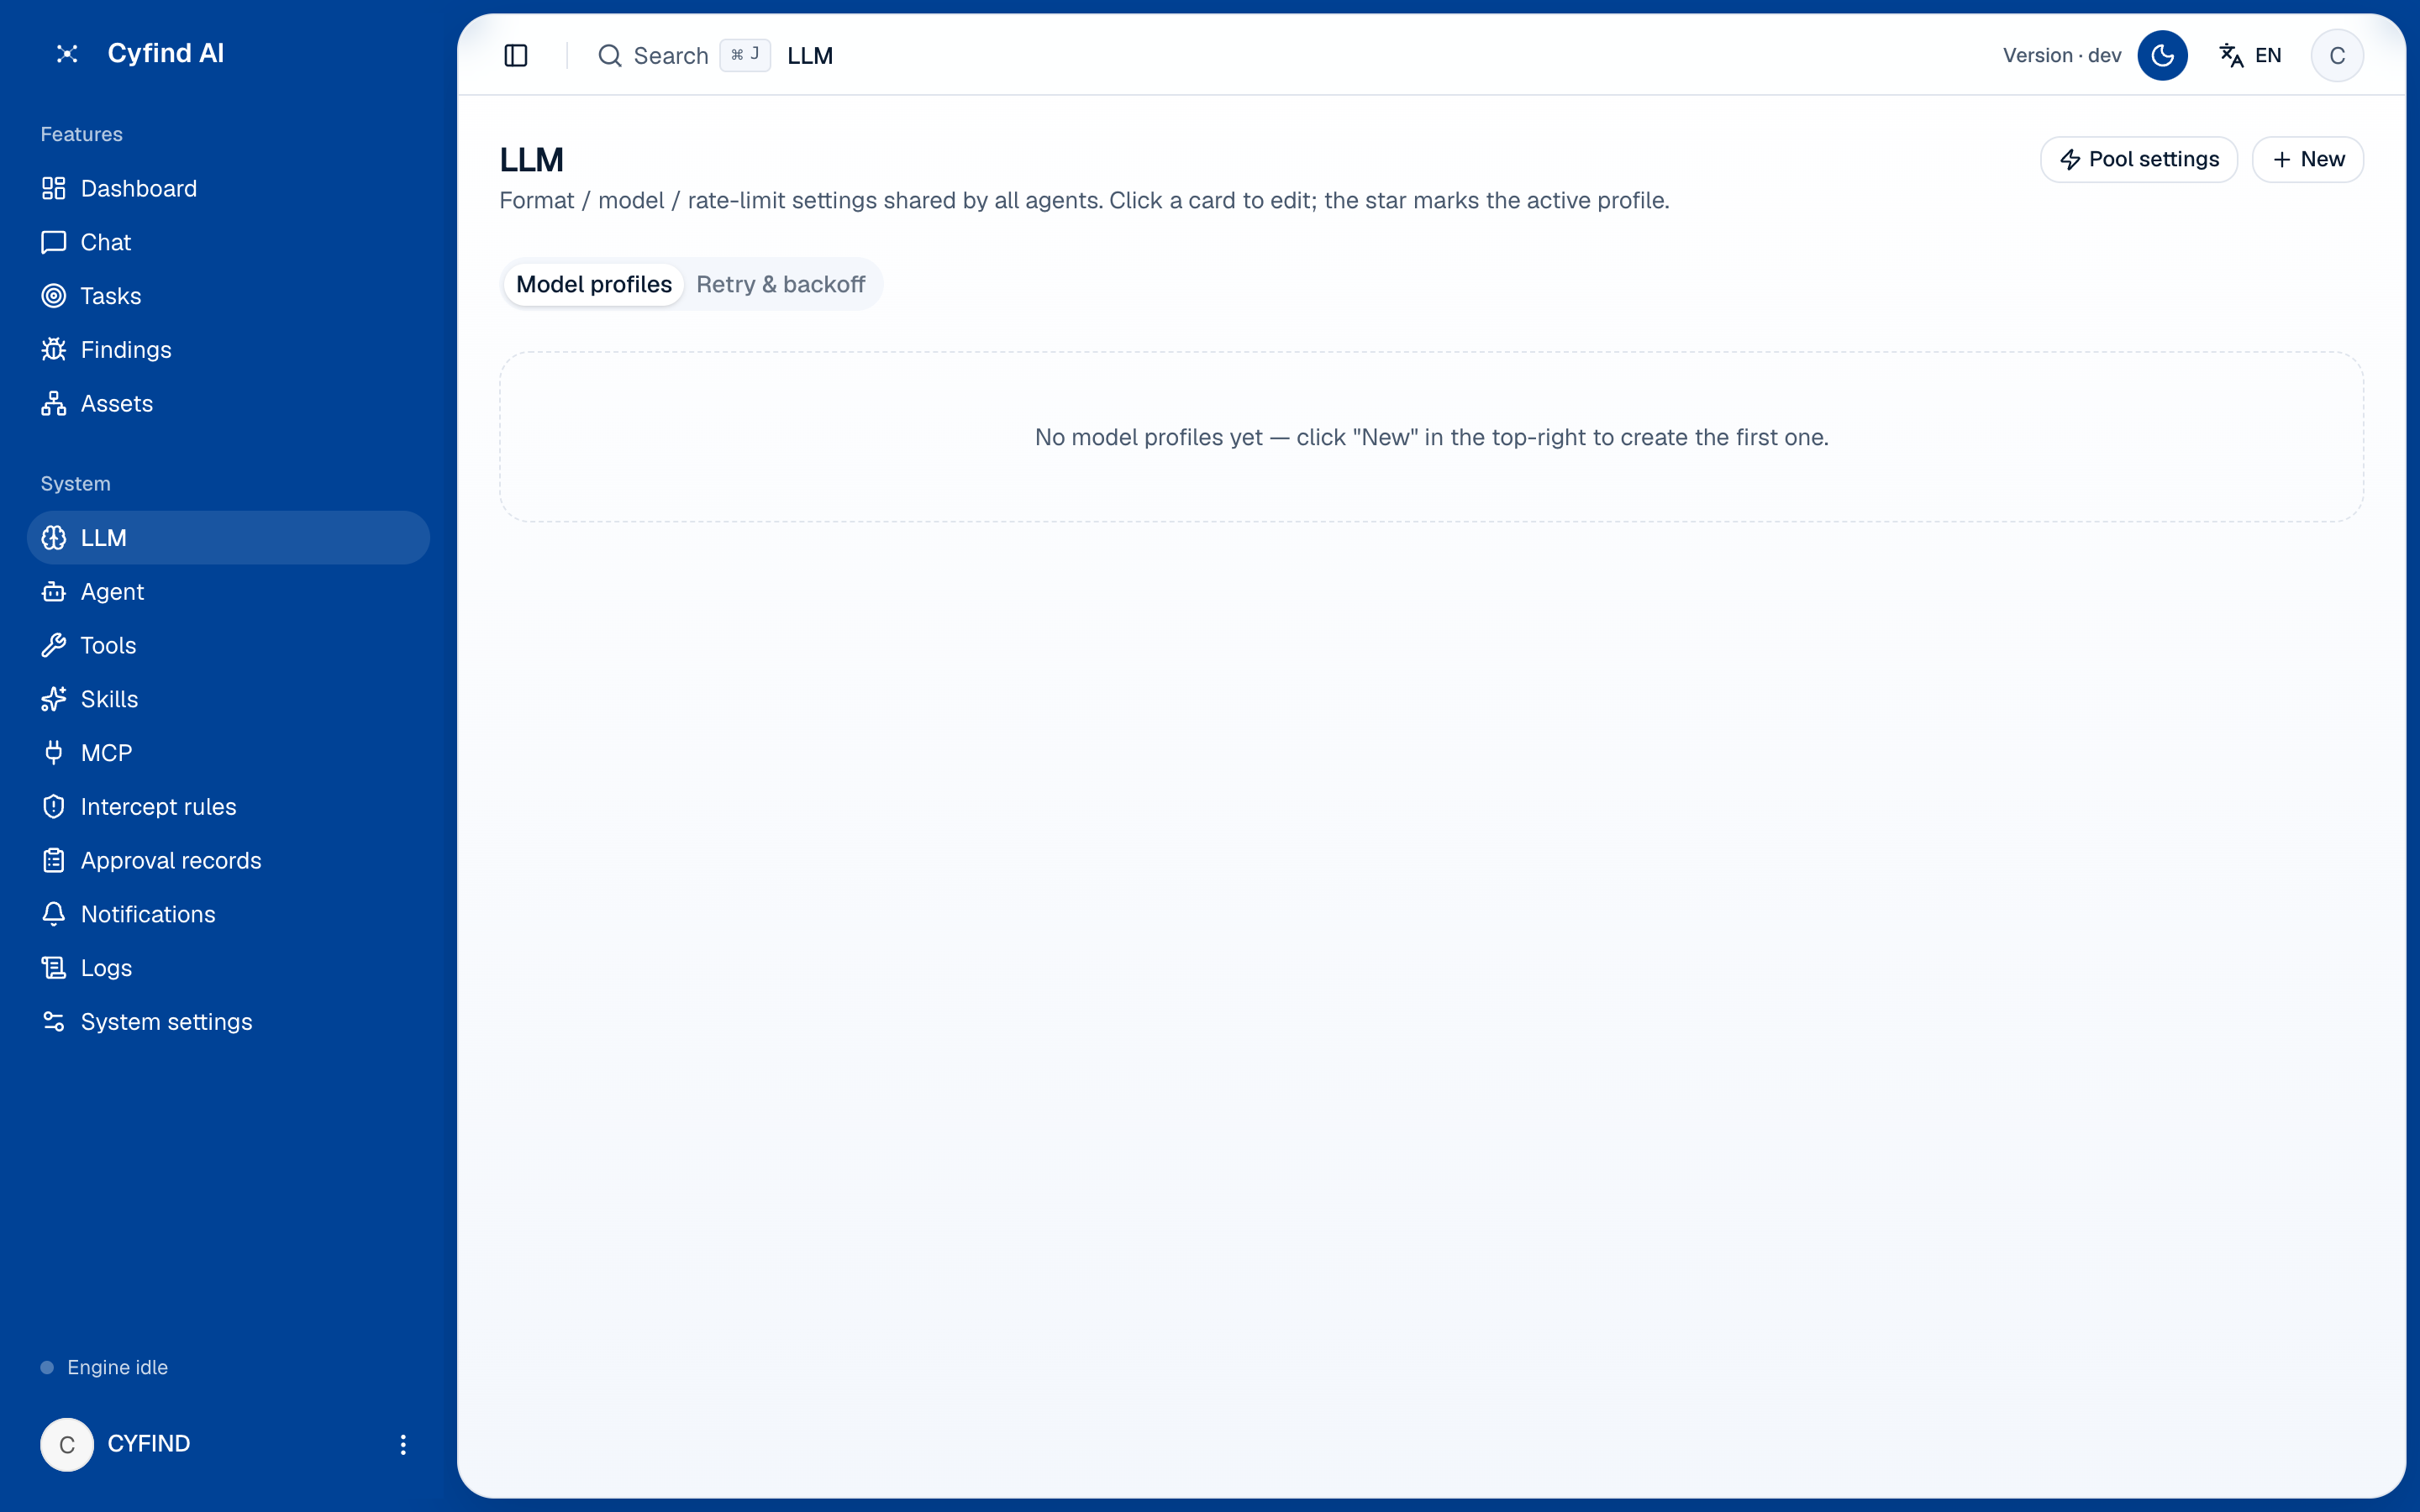 Cyfind AI
Features
Dashboard
Chat
Tasks
Findings
Assets
System
LLM
Agent
Tools
Skills
MCP
Intercept rules
Approval records
Notifications
Logs
System settings
Engine idle
C CYFIND
Search ⌘ J LLM
Version · dev EN C
LLM
Pool settings New
Format / model / rate-limit settings shared by all agents. Click a card to edit; the star marks the active profile.
Model profiles Retry & backoff
No model profiles yet — click "New" in the top-right to create the first one.